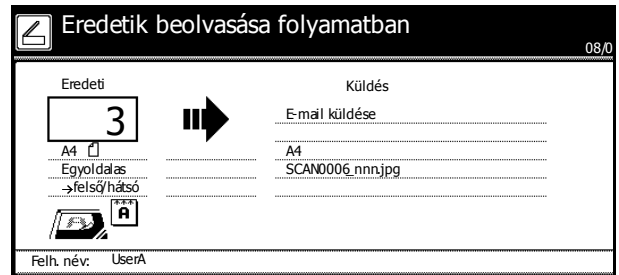 Eredetik beolvasása folyamatban
08/0
Eredeti
Küldés
3
E-mail küldése
A4
A4
Egyoldalas
SCAN0006_nnn.jpg
→felső/hátsó
A
Felh. név: UserA